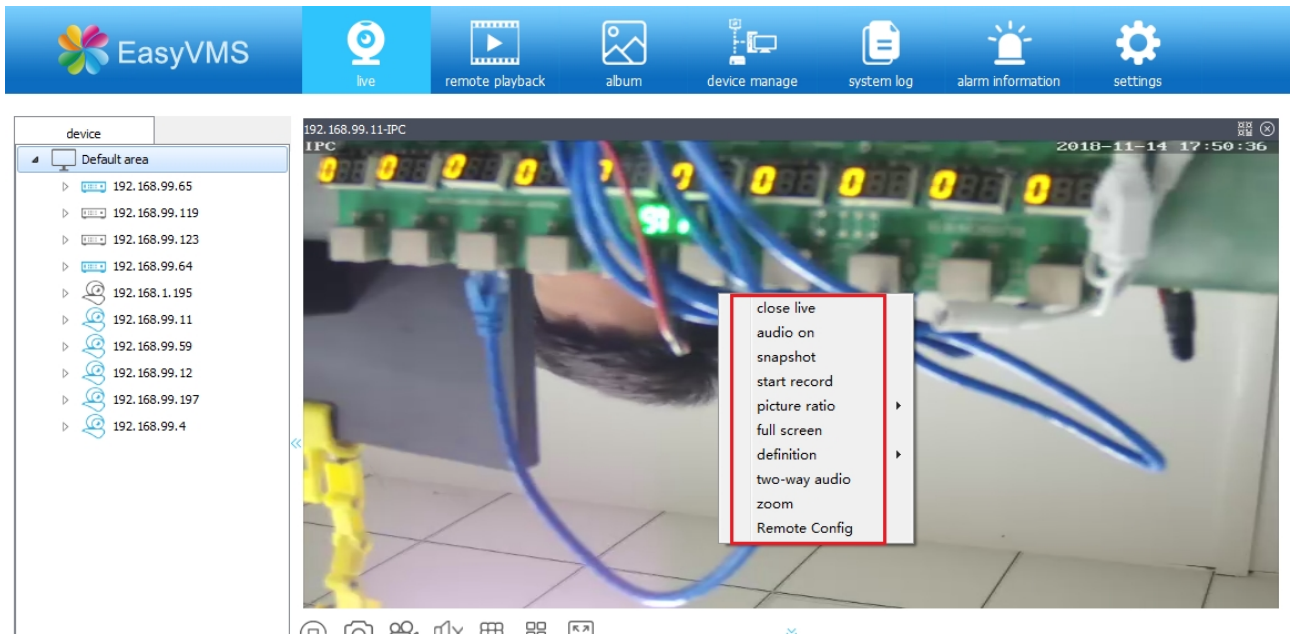 EasyVMS
live
remote playback
album
device manage
system log
alarm information
settings
device
Default area
192.168.99.65
192.168.99.119
192.168.99.123
192.168.99.64
192.168.1.195
192.168.99.11
192.168.99.59
192.168.99.12
192.168.99.197
192.168.99.4
192.168.99.11-IPC
IPC
2018-11-14 17:50:36
close live
audio on
snapshot
start record
picture ratio
full screen
definition
two-way audio
zoom
Remote Config